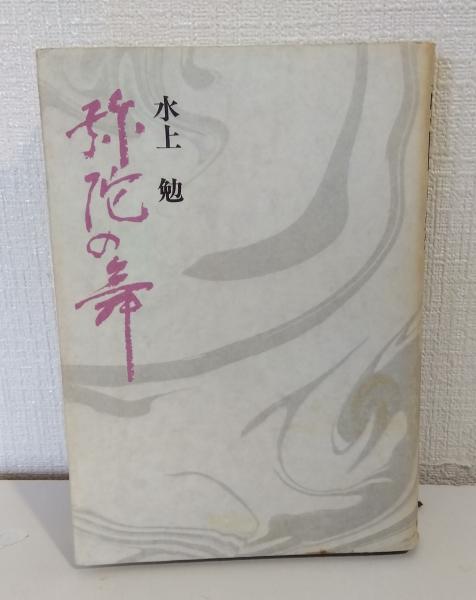 弥陀の舞
水上 勉